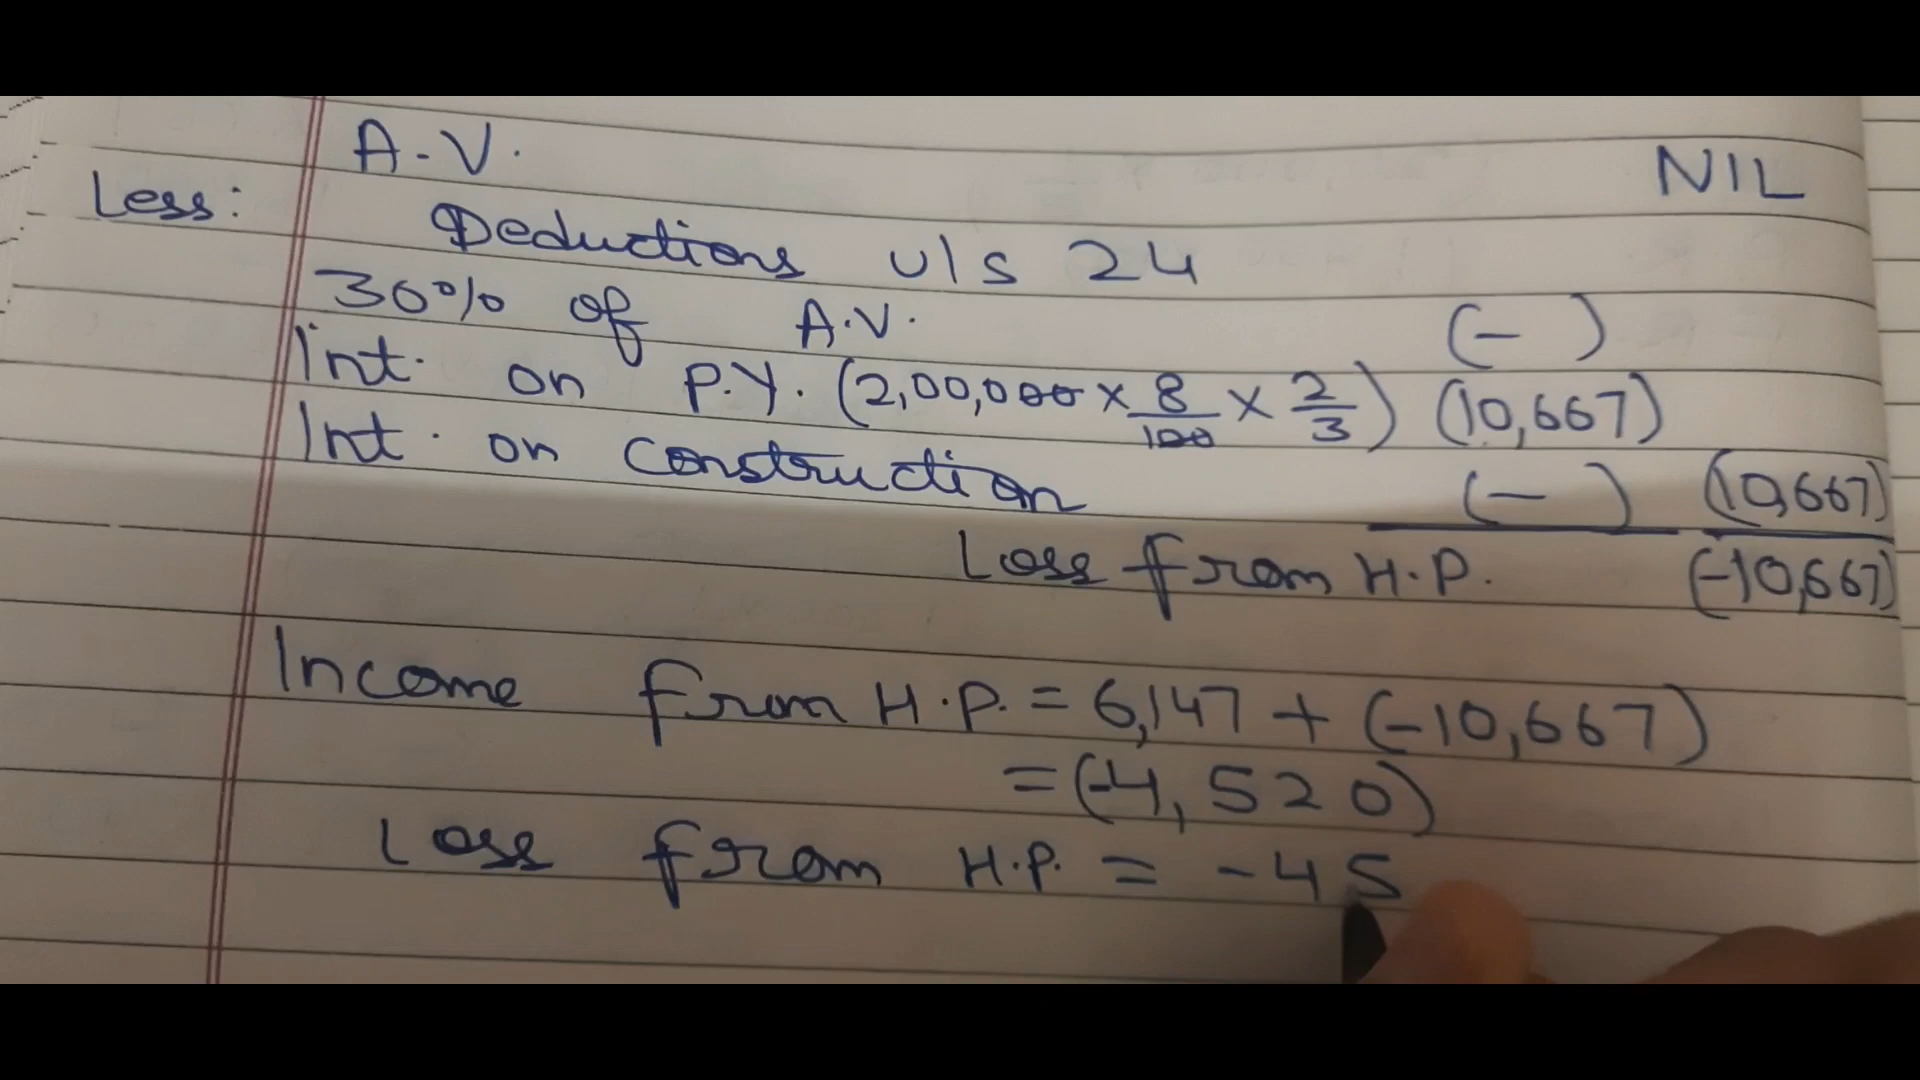 A.V. NIL
Less: Deductions u/s 24
30% of A.V. (-)
Int. on P.Y. (2,00,000 × 8/100 × 2/3) (10,667)
Int. on construction (-) (10,667)
Loss from H.P. (-10,667)
Income from H.P. = 6,147 + (-10,667)
= (-4,520)
Loss from H.P. = -45